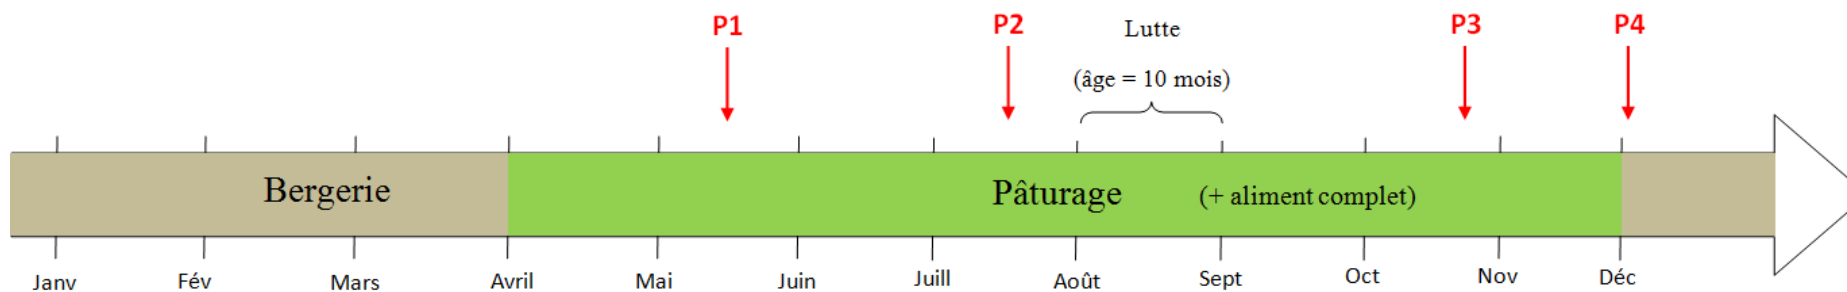 P1
P2
Lutte
P3
P4
(âge = 10 mois)
Bergerie
Pâturage
(+ aliment complet)
Janv
Fév
Mars
Avril
Mai
Juin
Juill
Août
Sept
Oct
Nov
Déc